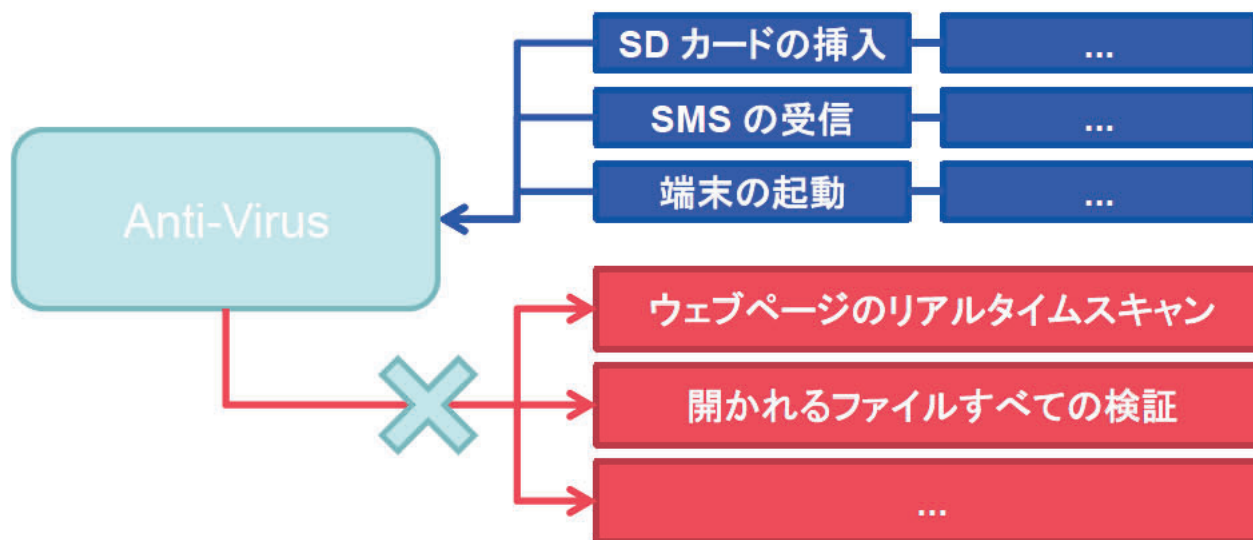 SD カードの挿入
...
SMS の受信
...
端末の起動
...
Anti-Virus
ウェブページのリアルタイムスキャン
開かれるファイルすべての検証
...